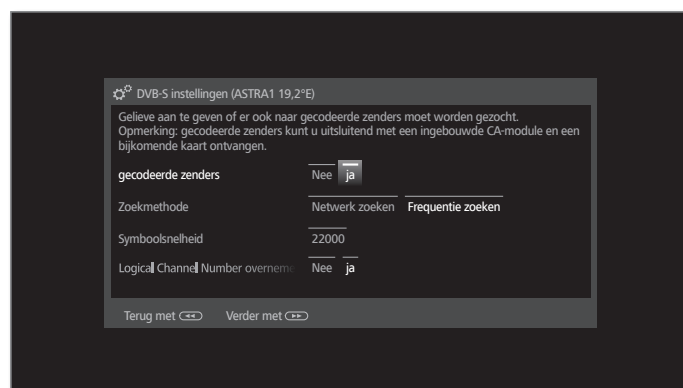 DVB-S instellingen (ASTRA1 19,2°E)
Gelieve aan te geven of er ook naar gecodeerde zenders moet worden gezocht.
Opmerking: gecodeerde zenders kunt u uitsluitend met een ingebouwde CA-module en een
bijkomende kaart ontvangen.
gecodeerde zenders Nee ja
Zoekmethode Netwerk zoeken Frequentie zoeken
Symboolsnelheid 22000
Logical Channel Number overneme Nee ja
Terug met Verder met